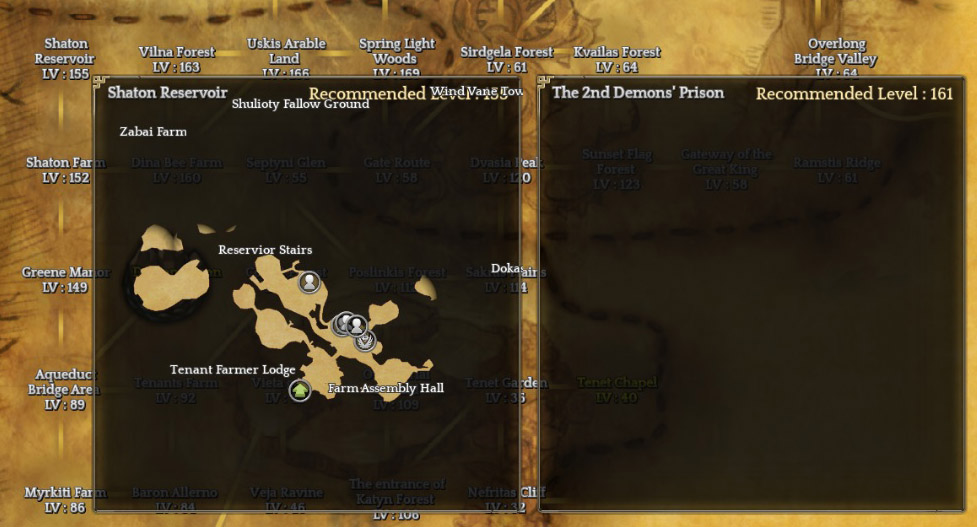 Shaton
Reservoir
LV : 155
Vilna Forest
LV : 163
Uskis Arable
Land
LV : 166
Spring Light
Woods
LV : 169
Sirdgela Forest
LV : 61
Kvailas Forest
LV : 64
Overlong
Bridge Valley
LV : 64
Shaton Reservoir
Recommended Level :
Wind Vane Tow
Shulioty Fallow Ground
Zabai Farm
The 2nd Demons' Prison
Recommended Level : 161
Shaton Farm
LV : 152
Dina Bee Farm
LV : 160
Septyni Glen
LV : 55
Gate Route
LV : 58
Dvasia Peak
LV : 120
Sunset Flag
Forest
LV : 123
Gateway of the
Great King
LV : 58
Ramstis Ridge
LV : 61
Reservior Stairs
Greene Manor
LV : 149
Poslinkis Forest
Dokas
Tenant Farmer Lodge
Farm Assembly Hall
Aqueduct
Bridge Area
LV : 89
Tenants Farm
LV : 92
LV : 109
Tenet Garden
Tenet Chapel
LV : 40
Myrkiti Farm
LV : 86
Baron Allerno
LV : 84
Veja Ravine
LV : 46
The entrance of
Katyn Forest
LV : 106
Nefritas Cliff
LV : 32